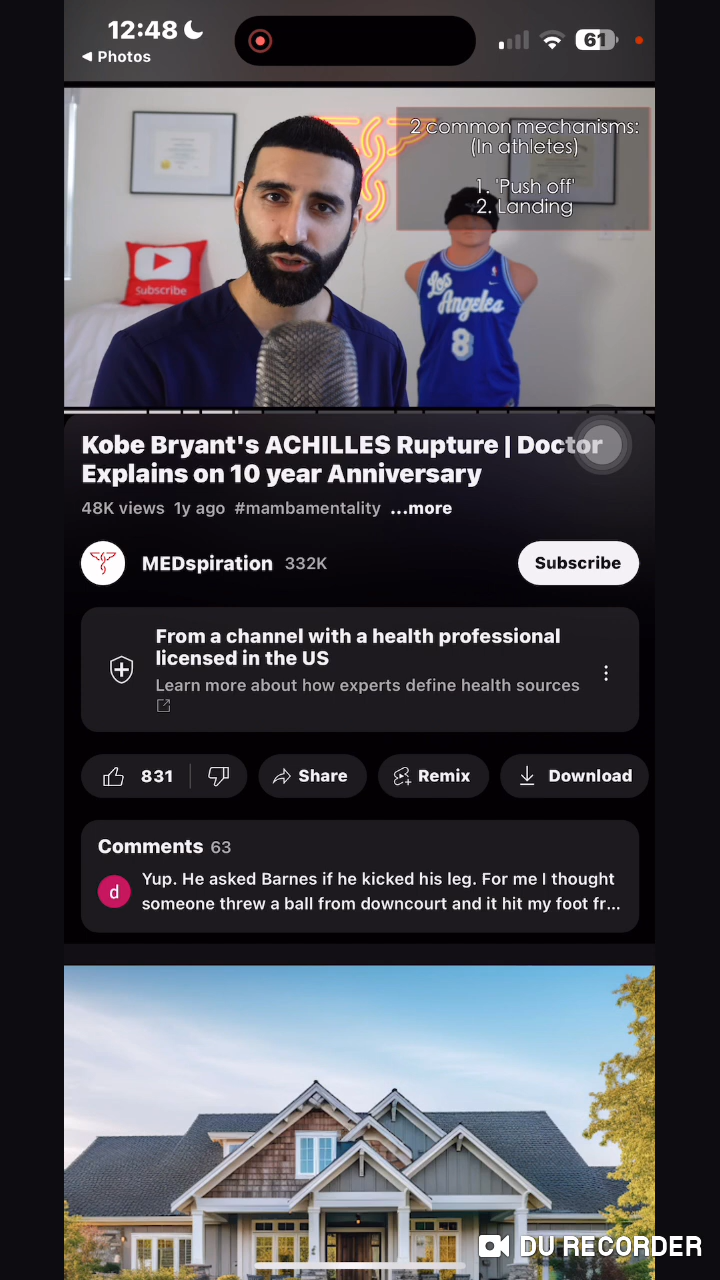 12:48
61
◀ Photos
2 common mechanisms:
(In athletes)
1. 'Push off'
2. Landing
Subscribe
Los
Angeles
8
Kobe Bryant's ACHILLES Rupture | Doctor
Explains on 10 year Anniversary
48K views 1y ago #mambamentality ...more
MEDspiration 332K
Subscribe
From a channel with a health professional
licensed in the US
Learn more about how experts define health sources
831
Share
Remix
Download
Comments 63
d
Yup. He asked Barnes if he kicked his leg. For me I thought
someone threw a ball from downcourt and it hit my foot fr...
DU RECORDER